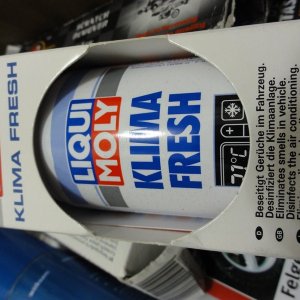 KLIMA FRESH
LIQUI
MOLY
KLIMA
FRESH
Beseitigt Gerüche im Fahrzeug.
Desinfiziert die Klimaanlage.
Eliminates smells in vehicle.
Disinfects the air conditioning.
D
GB